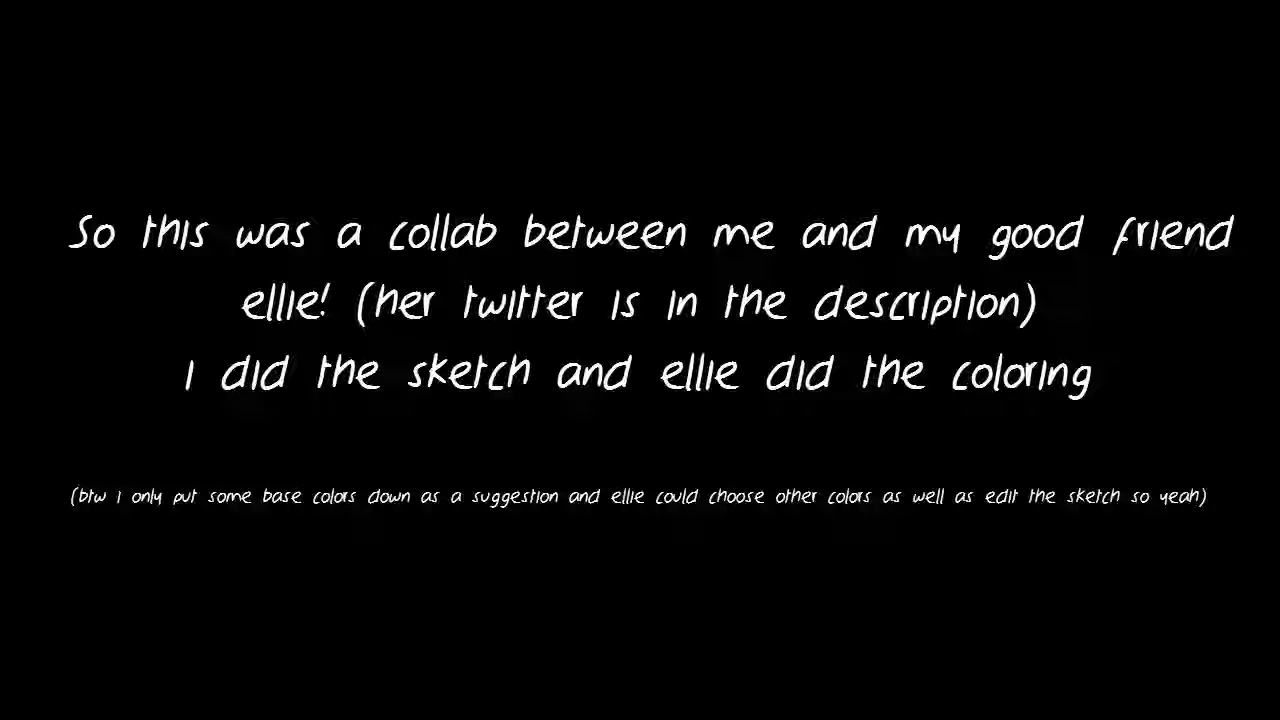 So this was a collab between me and my good friend
ellie! (her twitter is in the description)
i did the sketch and ellie did the coloring
(btw i only put some base colors down as a suggestion and ellie could choose other colors as well as edit the sketch so yeah)